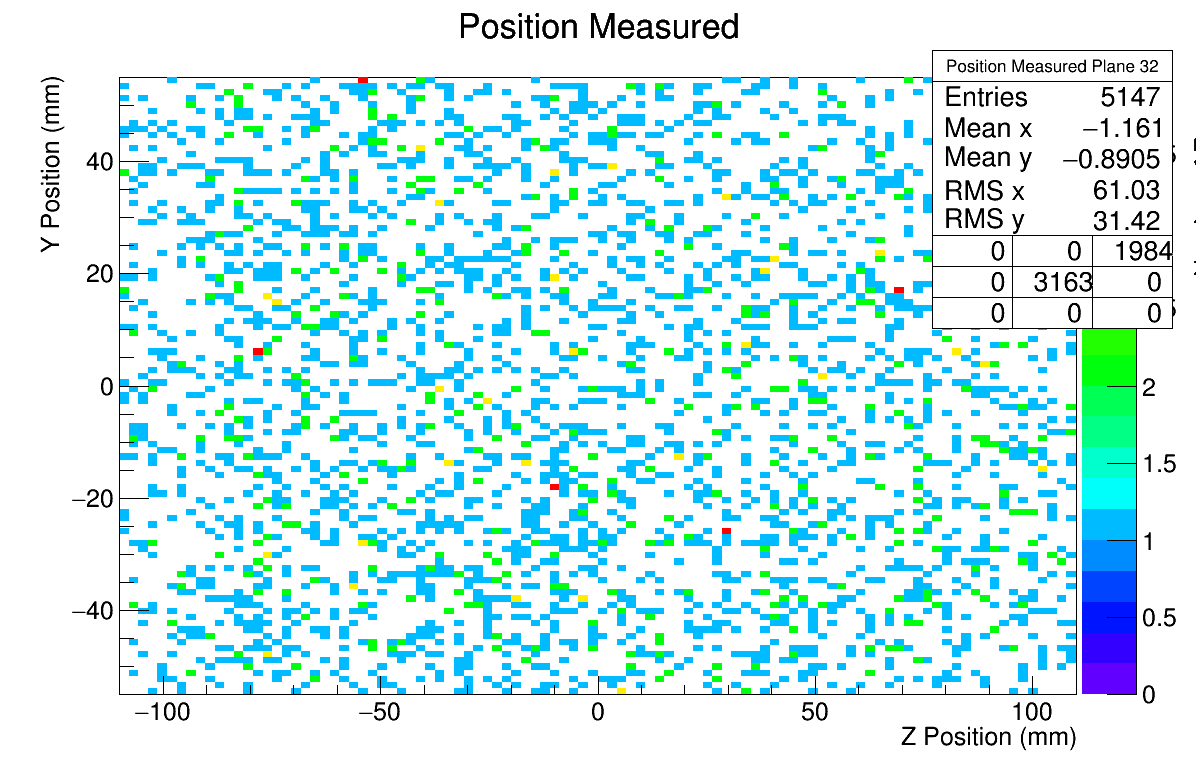 Position Measured
Position Measured Plane 32
Entries 5147
Mean x −1.161
Mean y −0.8905
RMS x 61.03
RMS y 31.42
0 0 1984
0 3163 0
0 0 0
Y Position (mm)
40
20
0
−20
−40
2
1.5
1
0.5
0
−100 −50 0 50 100
Z Position (mm)